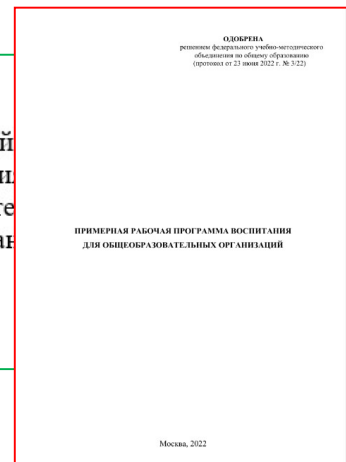 ОДОБРЕНА
решением федерального учебно-методического
объединения по общему образованию
(протокол от 23 июня 2022 г. № 3/22)
ПРИМЕРНАЯ РАБОЧАЯ ПРОГРАММА ВОСПИТАНИЯ
ДЛЯ ОБЩЕОБРАЗОВАТЕЛЬНЫХ ОРГАНИЗАЦИЙ
Москва, 2022